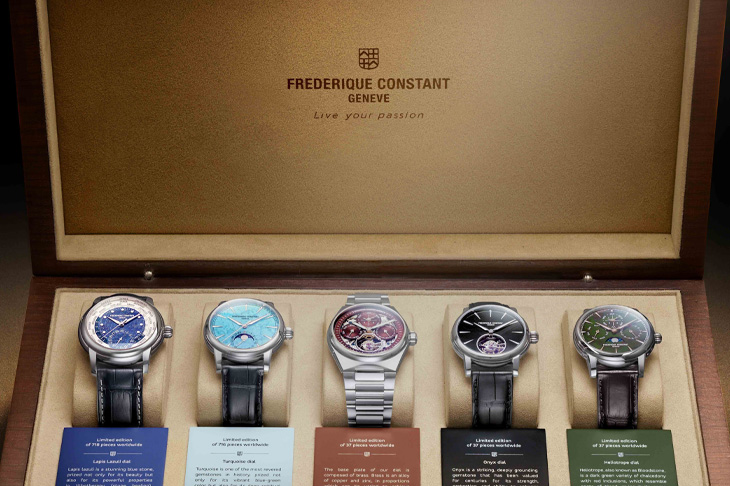 FREDERIQUE CONSTANT
GENEVE
Live your passion
FREDERIQUE CONSTANT
Limited edition
of 718 pieces worldwide
Lapis Lazuli dial
Lapis lazuli is a stunning blue stone,
prized not only for its beauty but
also for its powerful properties
Limited edition
of 716 pieces worldwide
Turquoise dial
Turquoise is one of the most revered
gemstones in history prized not
only for its vibrant blue-green
Limited edition
of 37 pieces worldwide
The base plate of our dial is
composed of brass. Brass is an alloy
of copper and zinc, in proportions
Limited edition
of 37 pieces worldwide
Onyx dial
Onyx is a striking, deeply grounding
gemstone that has been valued
for centuries for its strength,
Limited edition
of 37 pieces worldwide
Heliotrope dial
Heliotrope also known as Bloodstone,
is a dark green variety of chalcedony
with red inclusions, which resemble